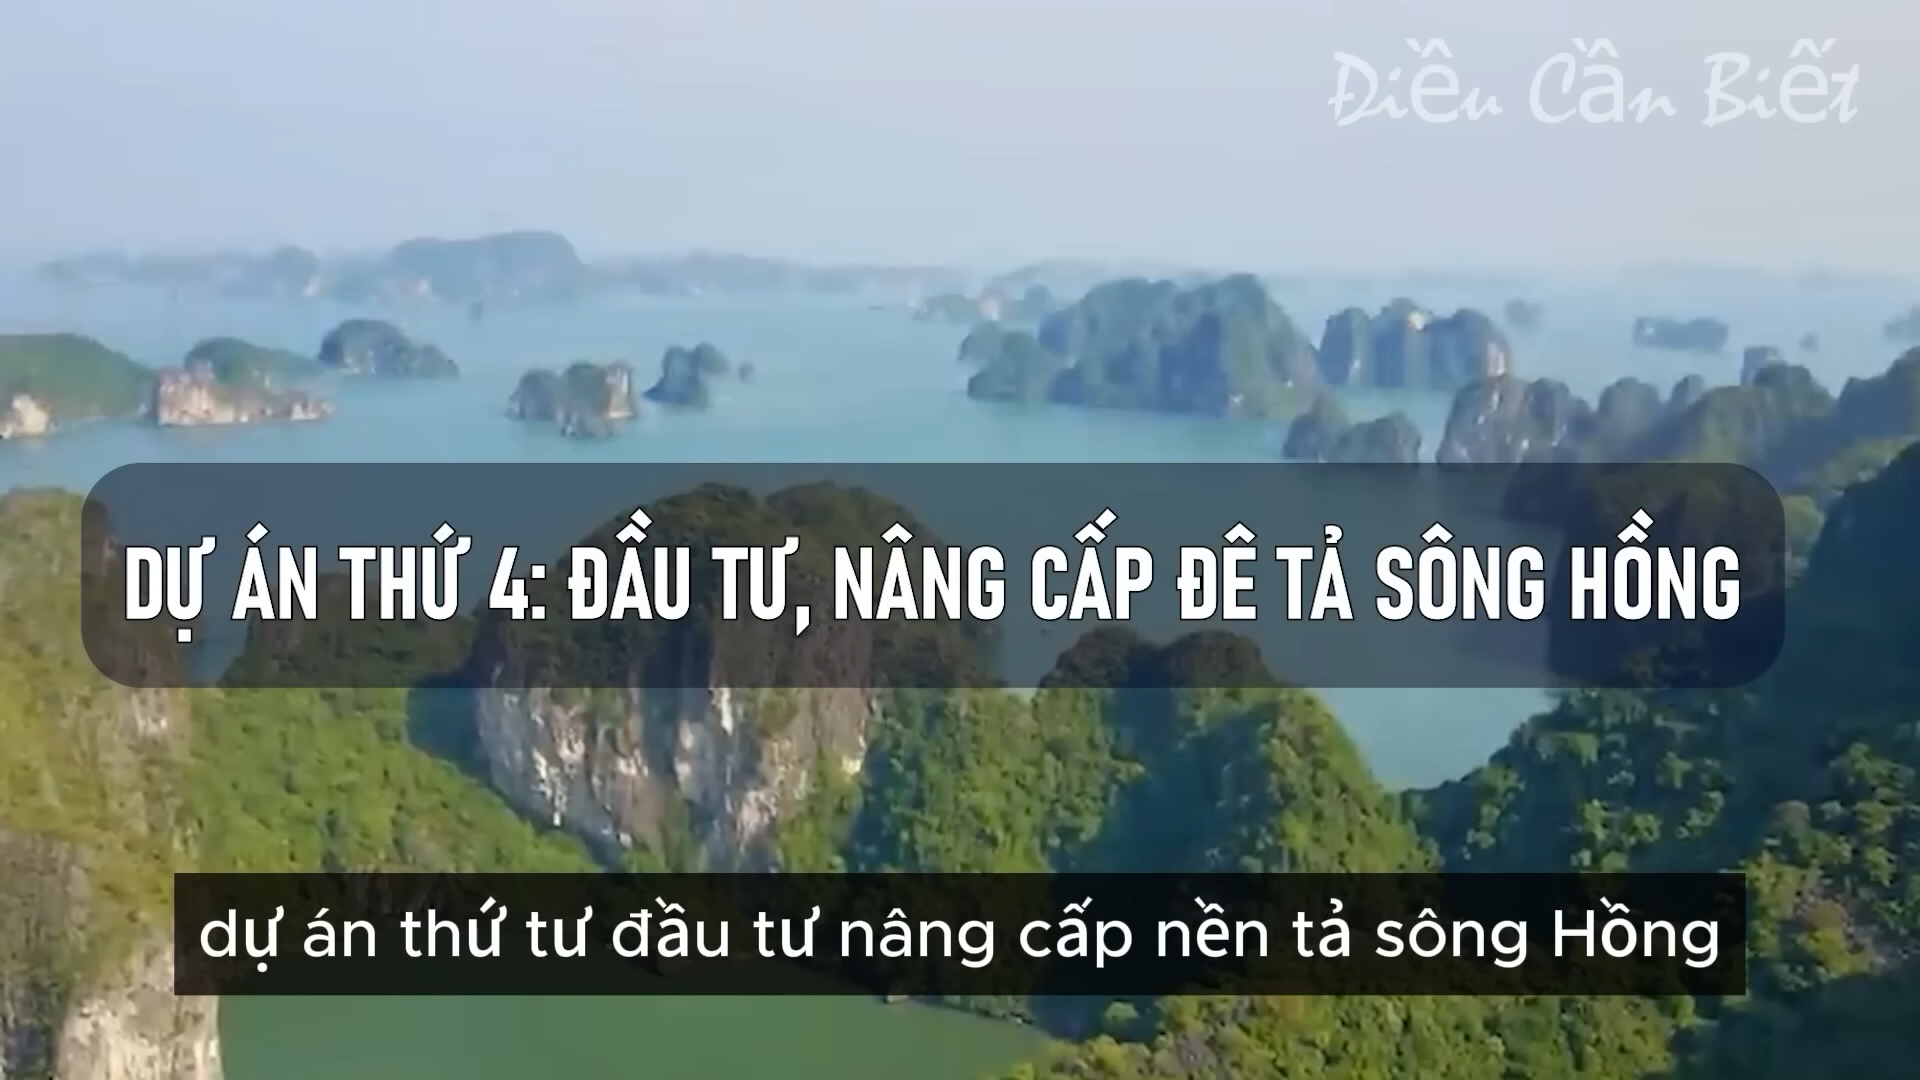 Điều Cần Biết
DỰ ÁN THỨ 4: ĐẦU TƯ, NÂNG CẤP ĐÊ TẢ SÔNG HỒNG
dự án thứ tư đầu tư nâng cấp nền tả sông Hồng